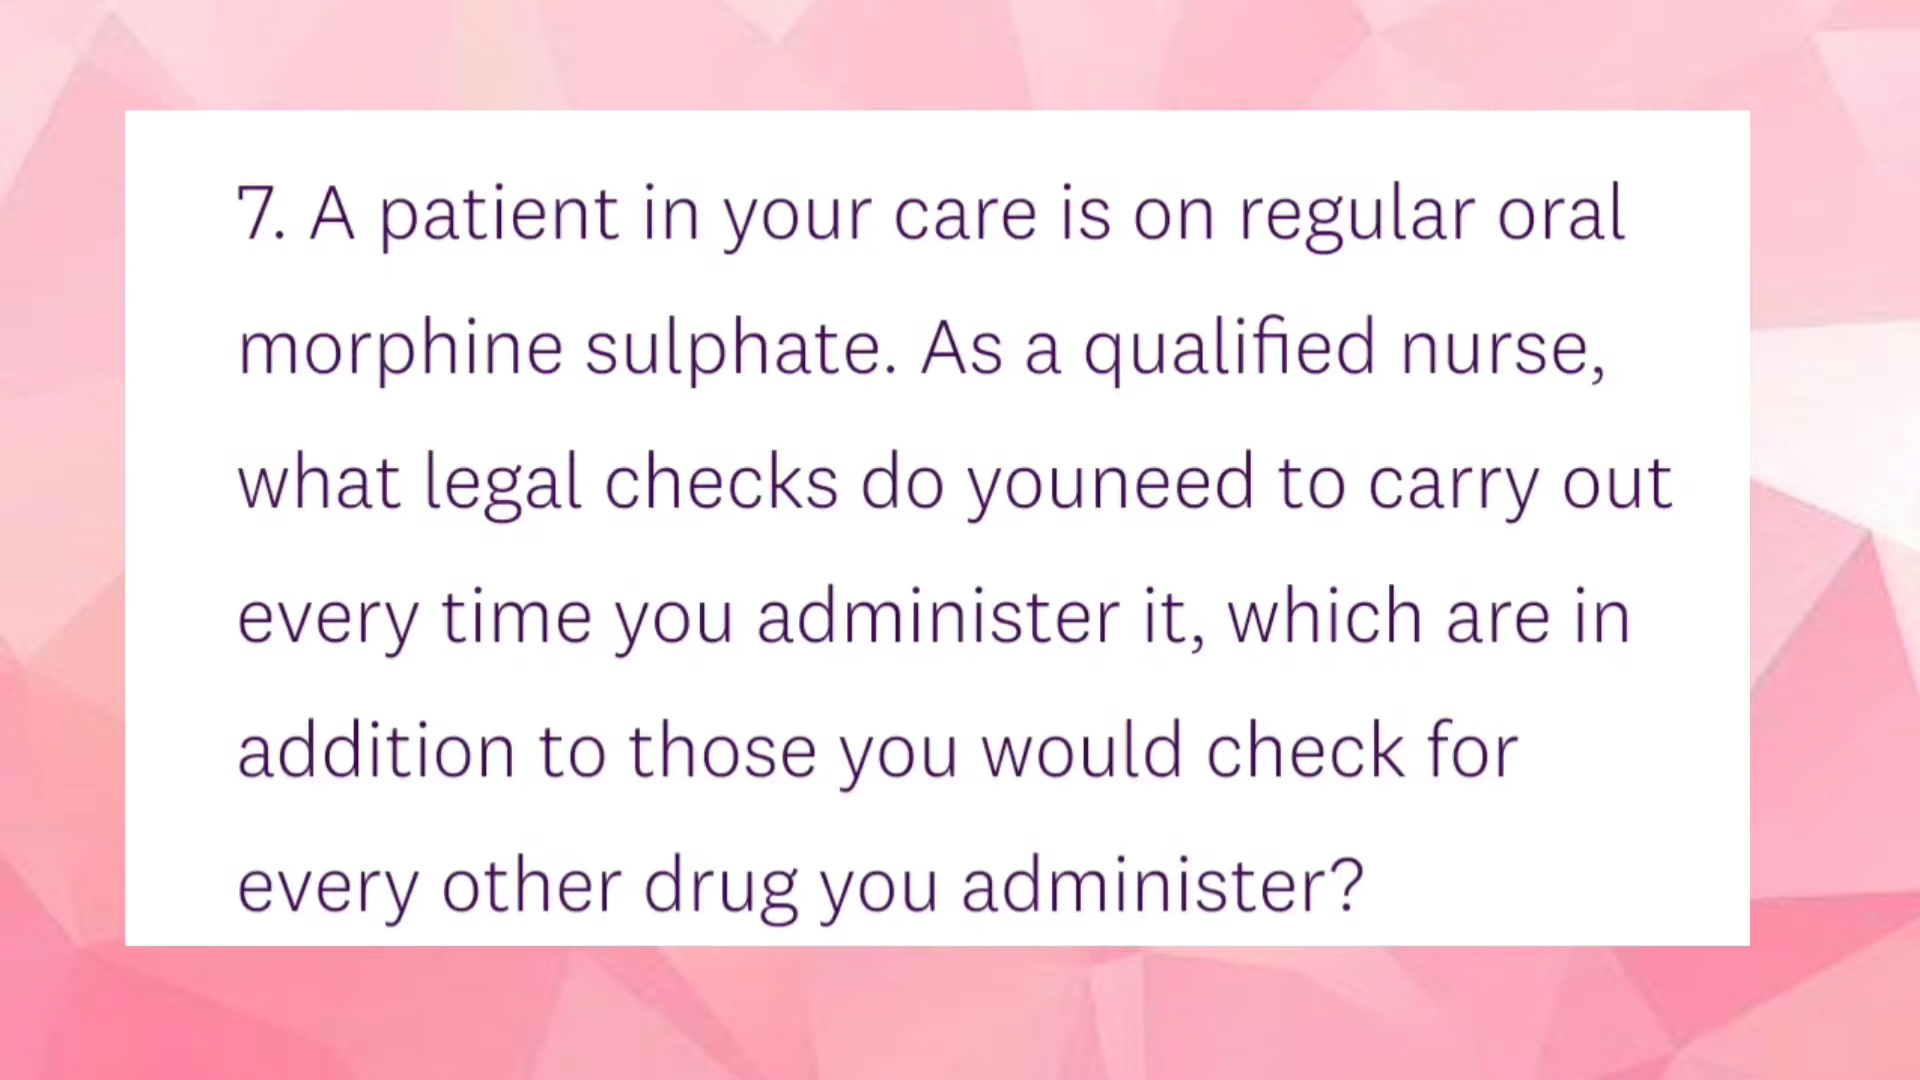 7. A patient in your care is on regular oral
morphine sulphate. As a qualified nurse,
what legal checks do youneed to carry out
every time you administer it, which are in
addition to those you would check for
every other drug you administer?